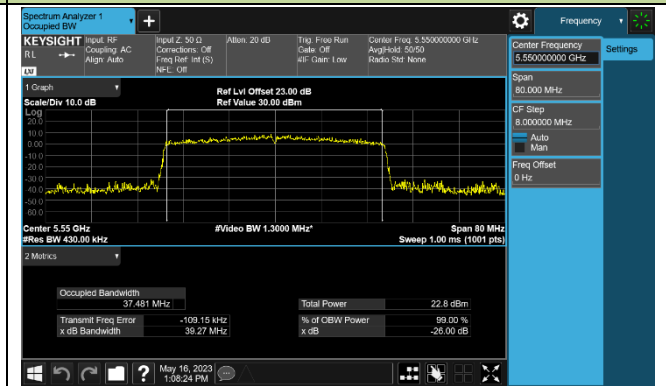 Spectrum Analyzer 1
Occupied BW
Frequency
KEYSIGHT
Input: RF
Coupling: AC
Align: Auto
Input Z: 50 Ω
Corrections: Off
Freq Ref: Int (S)
NFE: Off
Atten: 20 dB
Trig: Free Run
Gate: Off
#IF Gain: Low
Center Freq: 5.550000000 GHz
Avg|Hold: 50/50
Radio Std: None
RL
LXI
Center Frequency
5.550000000 GHz
Settings
Span
80.000 MHz
CF Step
8.000000 MHz
Auto
Man
Freq Offset
0 Hz
1 Graph
Scale/Div 10.0 dB
Ref Lvl Offset 23.00 dB
Ref Value 30.00 dBm
Log
20.0
10.0
0.00
-10.0
-20.0
-30.0
-40.0
-50.0
-60.0
Center 5.55 GHz
#Res BW 430.00 kHz
#Video BW 1.3000 MHz*
Span 80 MHz
Sweep 1.00 ms (1001 pts)
2 Metrics
Occupied Bandwidth
37.481 MHz
Total Power 22.8 dBm
Transmit Freq Error -109.15 kHz
% of OBW Power 99.00 %
x dB Bandwidth 39.27 MHz
x dB -26.00 dB
May 16, 2023
1:08:24 PM